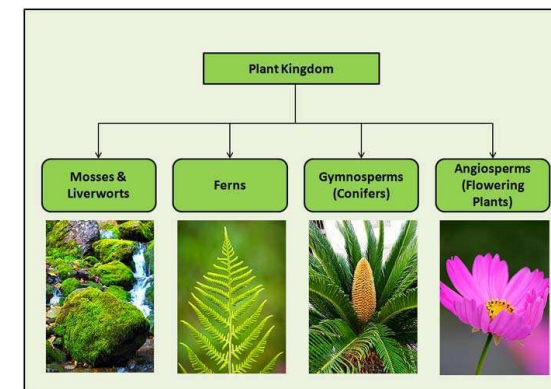 Plant Kingdom
Mosses &
Liverworts
Ferns
Gymnosperms
(Conifers)
Angiosperms
(Flowering
Plants)